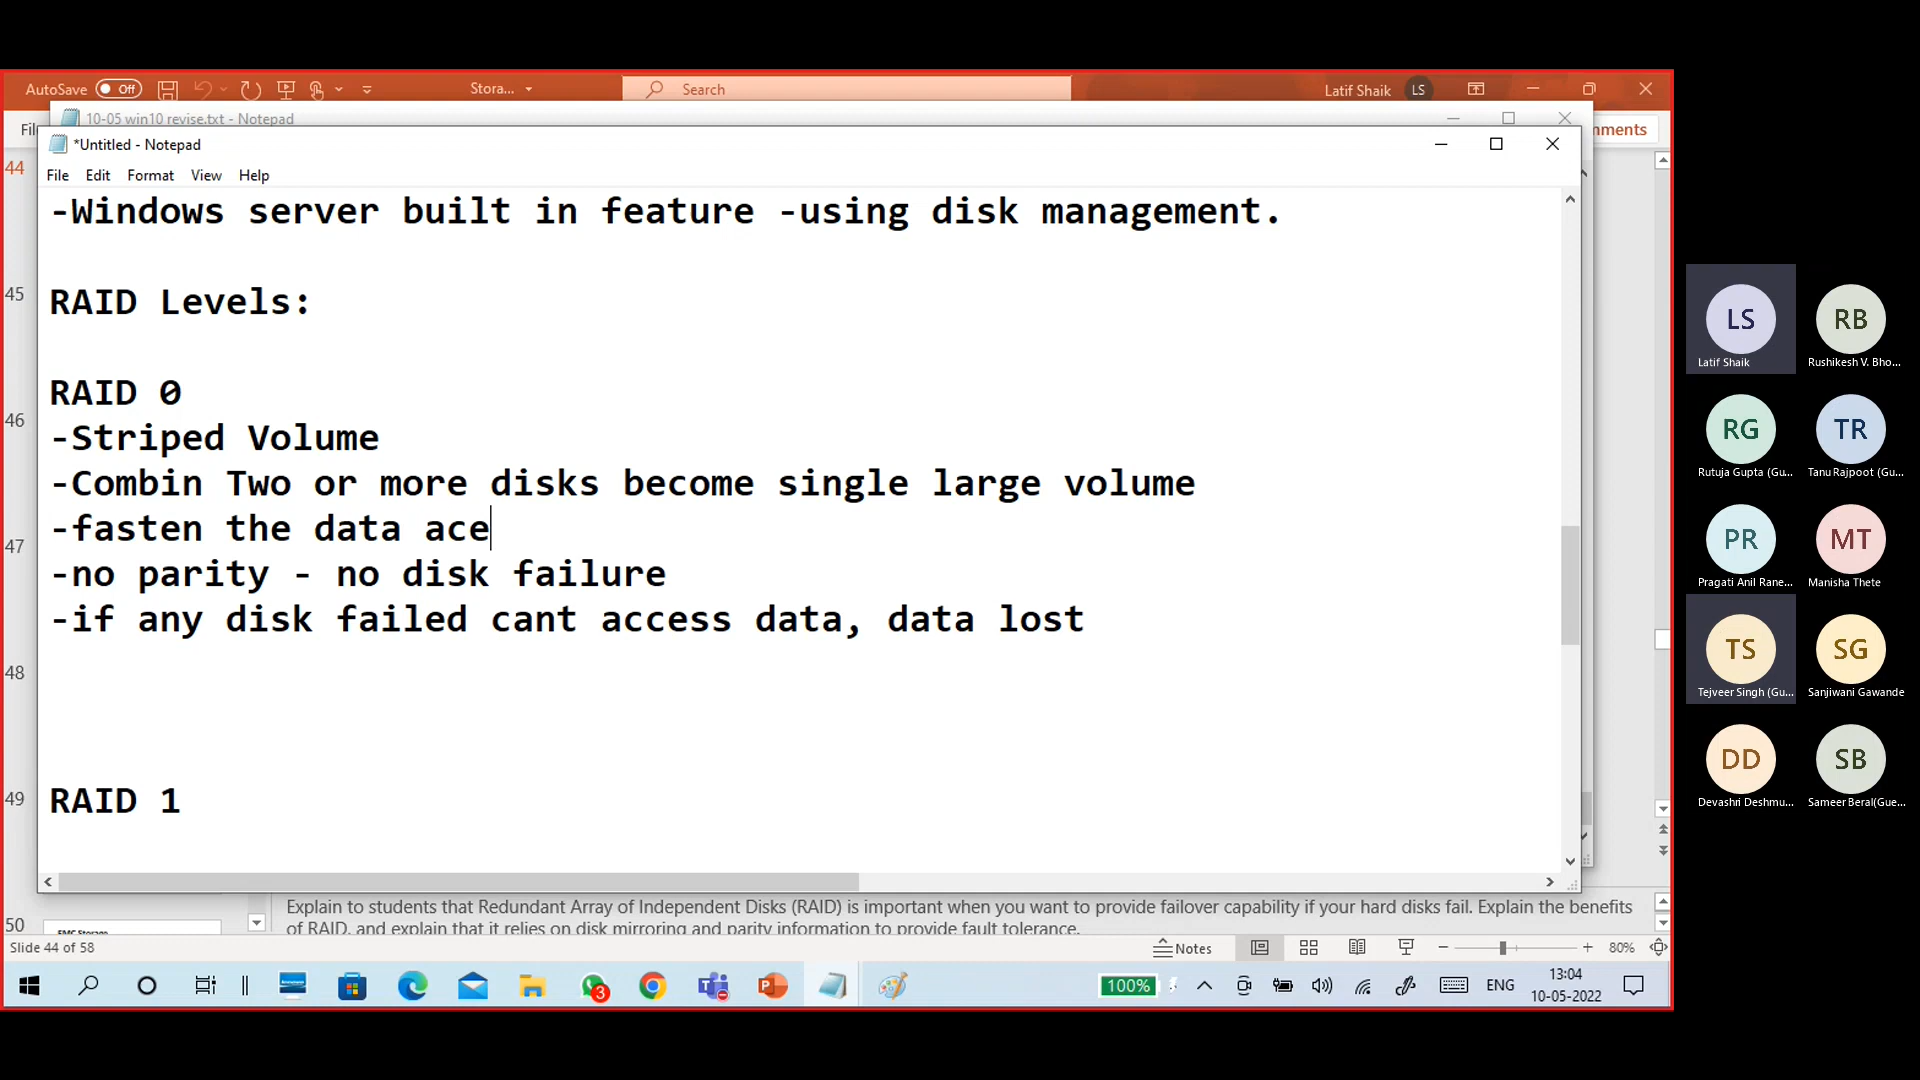 AutoSave Off Stora... Search Latif Shaik LS
10-05 win10 revise.txt - Notepad
mments
*Untitled - Notepad
File Edit Format View Help
-Windows server built in feature -using disk management.
RAID Levels:
RAID 0
-Striped Volume
-Combin Two or more disks become single large volume
-fasten the data ace
-no parity - no disk failure
-if any disk failed cant access data, data lost
RAID 1
44
45
46
47
48
49
50
EMC Storage
Explain to students that Redundant Array of Independent Disks (RAID) is important when you want to provide failover capability if your hard disks fail. Explain the benefits
of RAID, and explain that it relies on disk mirroring and parity information to provide fault tolerance.
Slide 44 of 58 Notes 80%
3 100% ENG 13:04
10-05-2022
LS RB
Latif Shaik Rushikesh V. Bho...
RG TR
Rutuja Gupta (Gu... Tanu Rajpoot (Gu...
PR MT
Pragati Anil Rane... Manisha Thete
TS SG
Tejveer Singh (Gu... Sanjiwani Gawande
DD SB
Devashri Deshmu... Sameer Beral(Gue...